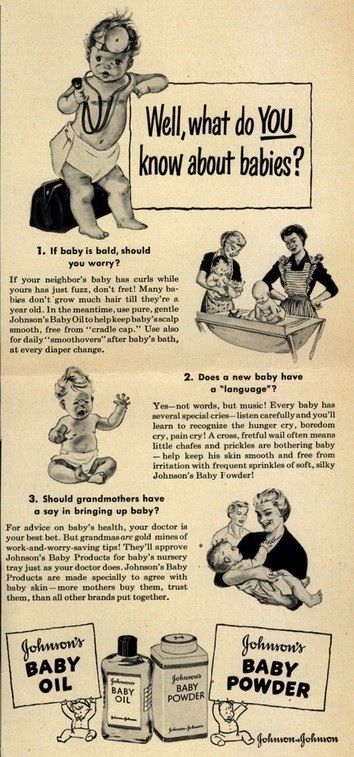 Well, what do YOU
know about babies?
1. If baby is bald, should
you worry?
If your neighbor's baby has curls while
yours has just fuzz, don't fret! Many ba-
bies don't grow much hair till they're a
year old. In the meantime, use pure, gentle
Johnson's Baby Oil to help keep baby's scalp
smooth, free from "cradle cap." Use also
for daily "smoothovers" after baby's bath,
at every diaper change.
2. Does a new baby have
a "language"?
Yes—not words, but music! Every baby has
several special cries—listen carefully and you'll
learn to recognize the hunger cry, boredom
cry, pain cry! A cross, fretful wail often means
little chafes and prickles are bothering baby
—help keep his skin smooth and free from
irritation with frequent sprinkles of soft, silky
Johnson's Baby Powder!
3. Should grandmothers have
a say in bringing up baby?
For advice on baby's health, your doctor is
your best bet. But grandmas are gold mines of
work-and-worry-saving tips! They'll approve
Johnson's Baby Products for baby's nursery
tray just as your doctor does. Johnson's Baby
Products are made specially to agree with
baby skin—more mothers buy them, trust
them, than all other brands put together.
Johnson's
BABY
OIL
Johnson's
BABY
OIL
Johnson & Johnson
Johnson's
BABY
POWDER
Johnson & Johnson
Johnson's
BABY
POWDER
Johnson & Johnson